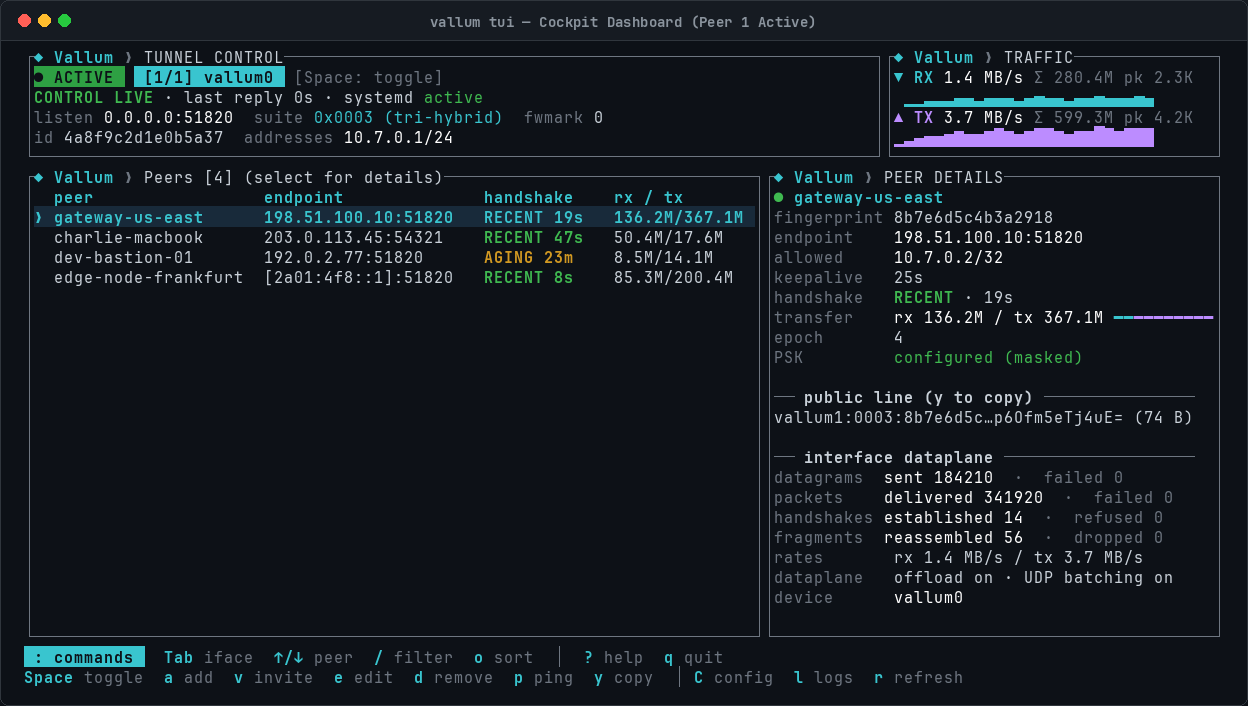 vallum tui — Cockpit Dashboard (Peer 1 Active)
◆ Vallum ⟩ TUNNEL CONTROL
● ACTIVE [1/1] vallum0 [Space: toggle]
CONTROL LIVE · last reply 0s · systemd active
listen 0.0.0.0:51820 suite 0x0003 (tri-hybrid) fwmark 0
id 4a8f9c2d1e0b5a37 addresses 10.7.0.1/24
◆ Vallum ⟩ TRAFFIC
▼ RX 1.4 MB/s Σ 280.4M pk 2.3K
▲ TX 3.7 MB/s Σ 599.3M pk 4.2K
◆ Vallum ⟩ Peers [4] (select for details)
peer endpoint handshake rx / tx
⟩ gateway-us-east 198.51.100.10:51820 RECENT 19s 136.2M/367.1M
charlie-macbook 203.0.113.45:54321 RECENT 47s 50.4M/17.6M
dev-bastion-01 192.0.2.77:51820 AGING 23m 8.5M/14.1M
edge-node-frankfurt [2a01:4f8::1]:51820 RECENT 8s 85.3M/200.4M
◆ Vallum ⟩ PEER DETAILS
● gateway-us-east
fingerprint 8b7e6d5c4b3a2918
endpoint 198.51.100.10:51820
allowed 10.7.0.2/32
keepalive 25s
handshake RECENT · 19s
transfer rx 136.2M / tx 367.1M
epoch 4
PSK configured (masked)
public line (y to copy)
vallum1:0003:8b7e6d5c…p6Ofm5eTj4uE= (74 B)
interface dataplane
datagrams sent 184210 · failed 0
packets delivered 341920 · failed 0
handshakes established 14 · refused 0
fragments reassembled 56 · dropped 0
rates rx 1.4 MB/s / tx 3.7 MB/s
dataplane offload on · UDP batching on
device vallum0
: commands Tab iface ↑/↓ peer / filter o sort │ ? help q quit
Space toggle a add v invite e edit d remove p ping y copy │ C config l logs r refresh